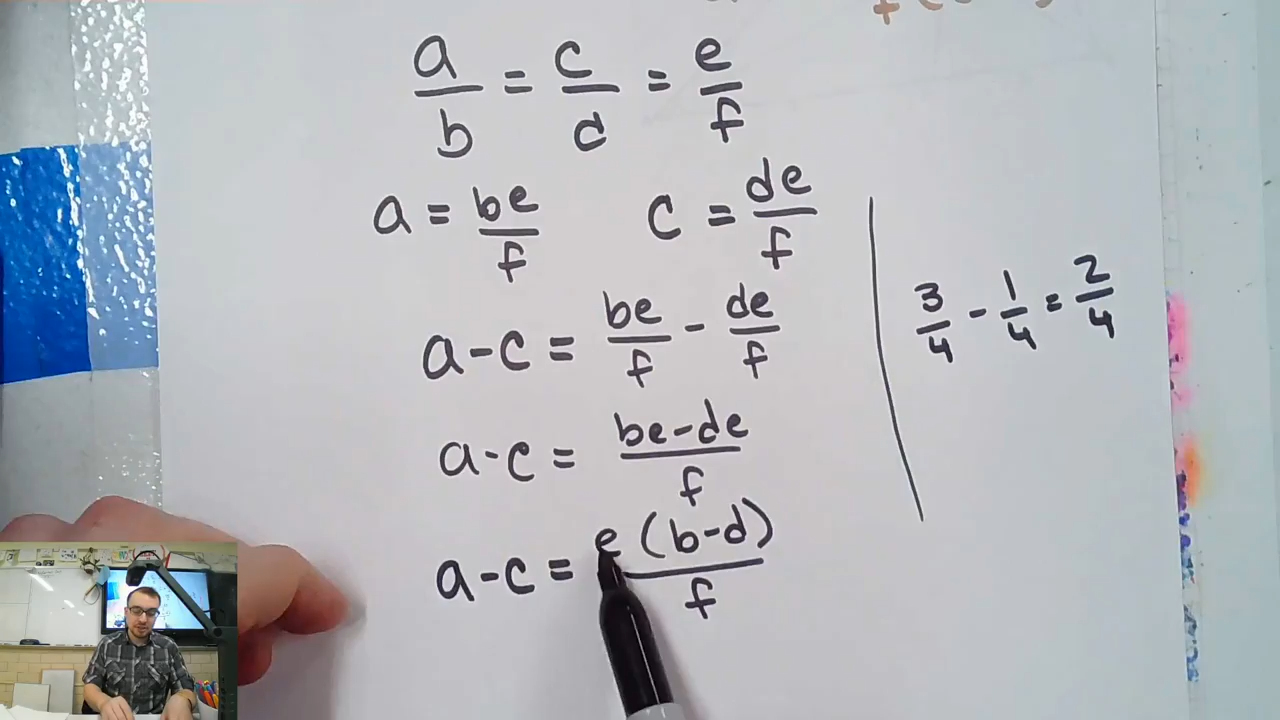 a/b = c/d = e/f
a = be/f    c = de/f
a-c = be/f - de/f
3/4 - 1/4 = 2/4
a-c = be-de/f
a-c = e(b-d)/f